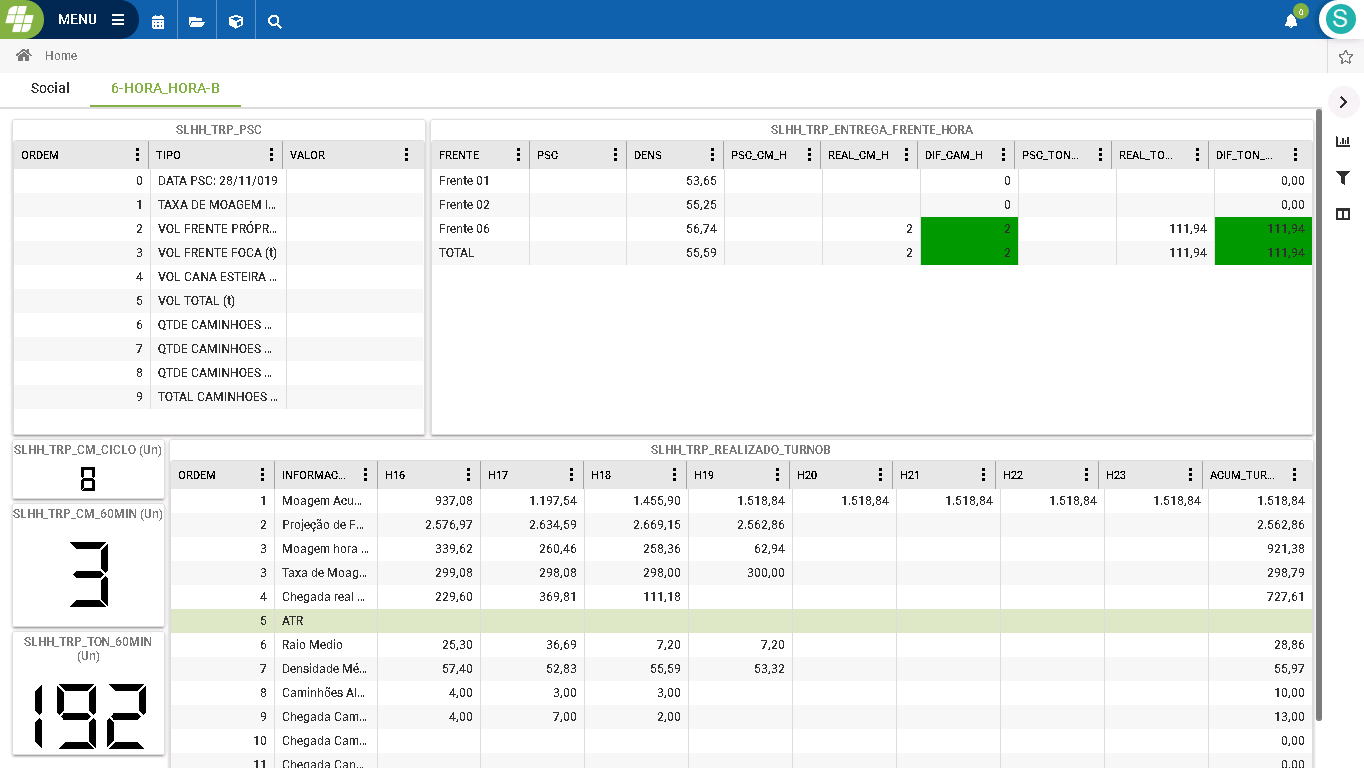 MENU
0
S
Home
Social 6-HORA_HORA-B
SLHH_TRP_PSC
ORDEM TIPO VALOR
0 DATA PSC: 28/11/019
1 TAXA DE MOAGEM I...
2 VOL FRENTE PRÓPR...
3 VOL FRENTE FOCA (t)
4 VOL CANA ESTEIRA ...
5 VOL TOTAL (t)
6 QTDE CAMINHOES ...
7 QTDE CAMINHOES ...
8 QTDE CAMINHOES ...
9 TOTAL CAMINHOES ...
SLHH_TRP_ENTREGA_FRENTE_HORA
FRENTE PSC DENS PSC_CM_H REAL_CM_H DIF_CAM_H PSC_TON... REAL_TO... DIF_TON_...
Frente 01 53,65 0 0,00
Frente 02 55,25 0 0,00
Frente 06 56,74 2 2 111,94 111,94
TOTAL 55,59 2 2 111,94 111,94
SLHH_TRP_CM_CICLO (Un)
8
SLHH_TRP_CM_60MIN (Un)
3
SLHH_TRP_TON_60MIN
(Un)
192
SLHH_TRP_REALIZADO_TURNOB
ORDEM INFORMAC... H16 H17 H18 H19 H20 H21 H22 H23 ACUM_TUR...
1 Moagem Acu... 937,08 1.197,54 1.455,90 1.518,84 1.518,84 1.518,84 1.518,84 1.518,84 1.518,84
2 Projeção de F... 2.576,97 2.634,59 2.669,15 2.562,86 2.562,86
3 Moagem hora ... 339,62 260,46 258,36 62,94 921,38
3 Taxa de Moag... 299,08 298,08 298,00 300,00 298,79
4 Chegada real ... 229,60 369,81 111,18 727,61
5 ATR
6 Raio Medio 25,30 36,69 7,20 7,20 28,86
7 Densidade Mé... 57,40 52,83 55,59 53,32 55,97
8 Caminhões Al... 4,00 3,00 3,00 10,00
9 Chegada Cam... 4,00 7,00 2,00 13,00
10 Chegada Cam... 0,00
11 Chegada Can... 0,00